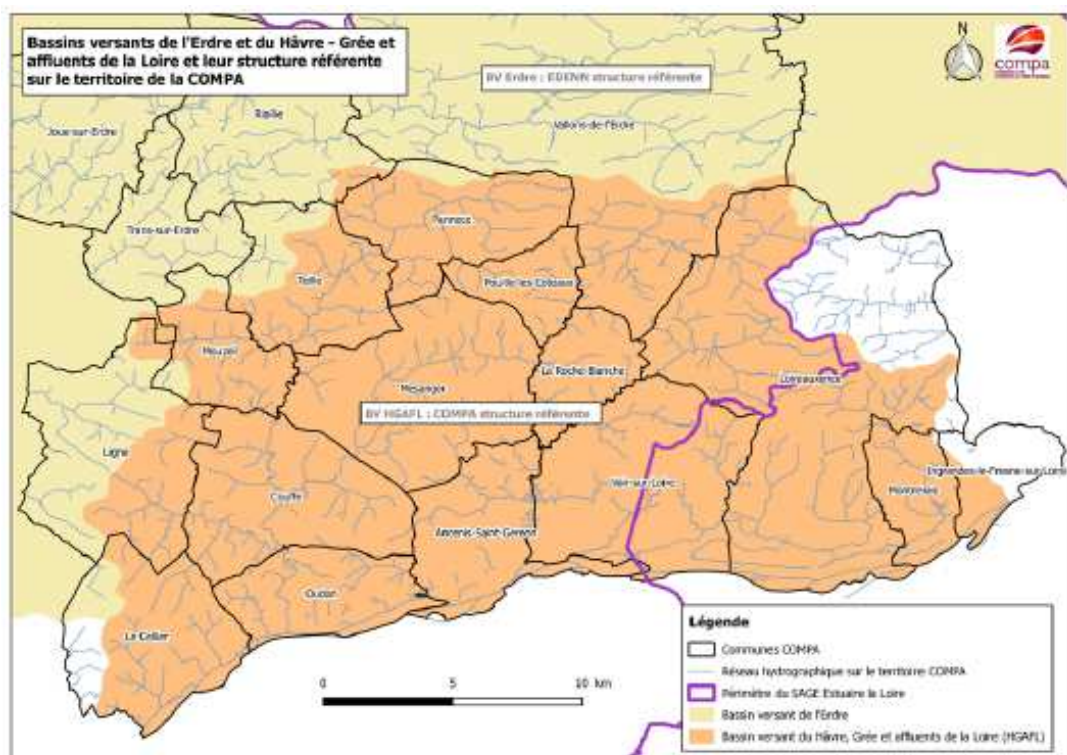 Bassins versants de l'Erdre et du Hâvre - Grée et
affluents de la Loire et leur structure référente
sur le territoire de la COMPA
N
compa
BV Erdre : EDENN structure référente
Joué-sur-Erdre
Riaillé
Vallons-de-l'Erdre
Trans-sur-Erdre
Pannecé
Teillé
Pouillé-les-Coteaux
Mouzeil
La Roche-Blanche
Mésanger
Loireauxence
BV HGAFL : COMPA structure référente
Ligné
Ingrandes-le-Fresne-sur-Loire
Couffé
Vair-sur-Loire
Montrelais
Ancenis-Saint-Géréon
Oudon
Le Cellier
0 5 10 km
Légende
Communes COMPA
Réseau hydrographique sur le territoire COMPA
Périmètre du SAGE Estuaire la Loire
Bassin versant de l'Erdre
Bassin versant du Hâvre, Grée et affluents de la Loire (HGAFL)